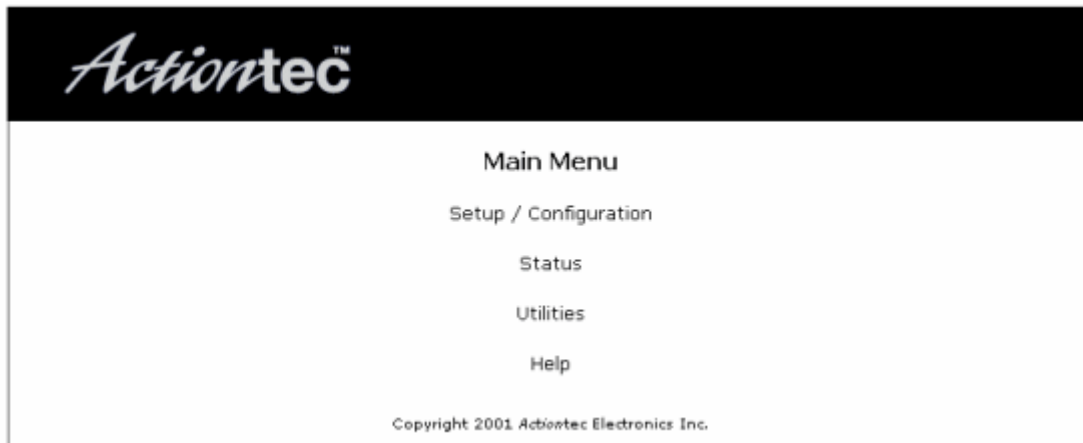 Actiontec™
Main Menu
Setup / Configuration
Status
Utilities
Help
Copyright 2001 Actiontec Electronics Inc.